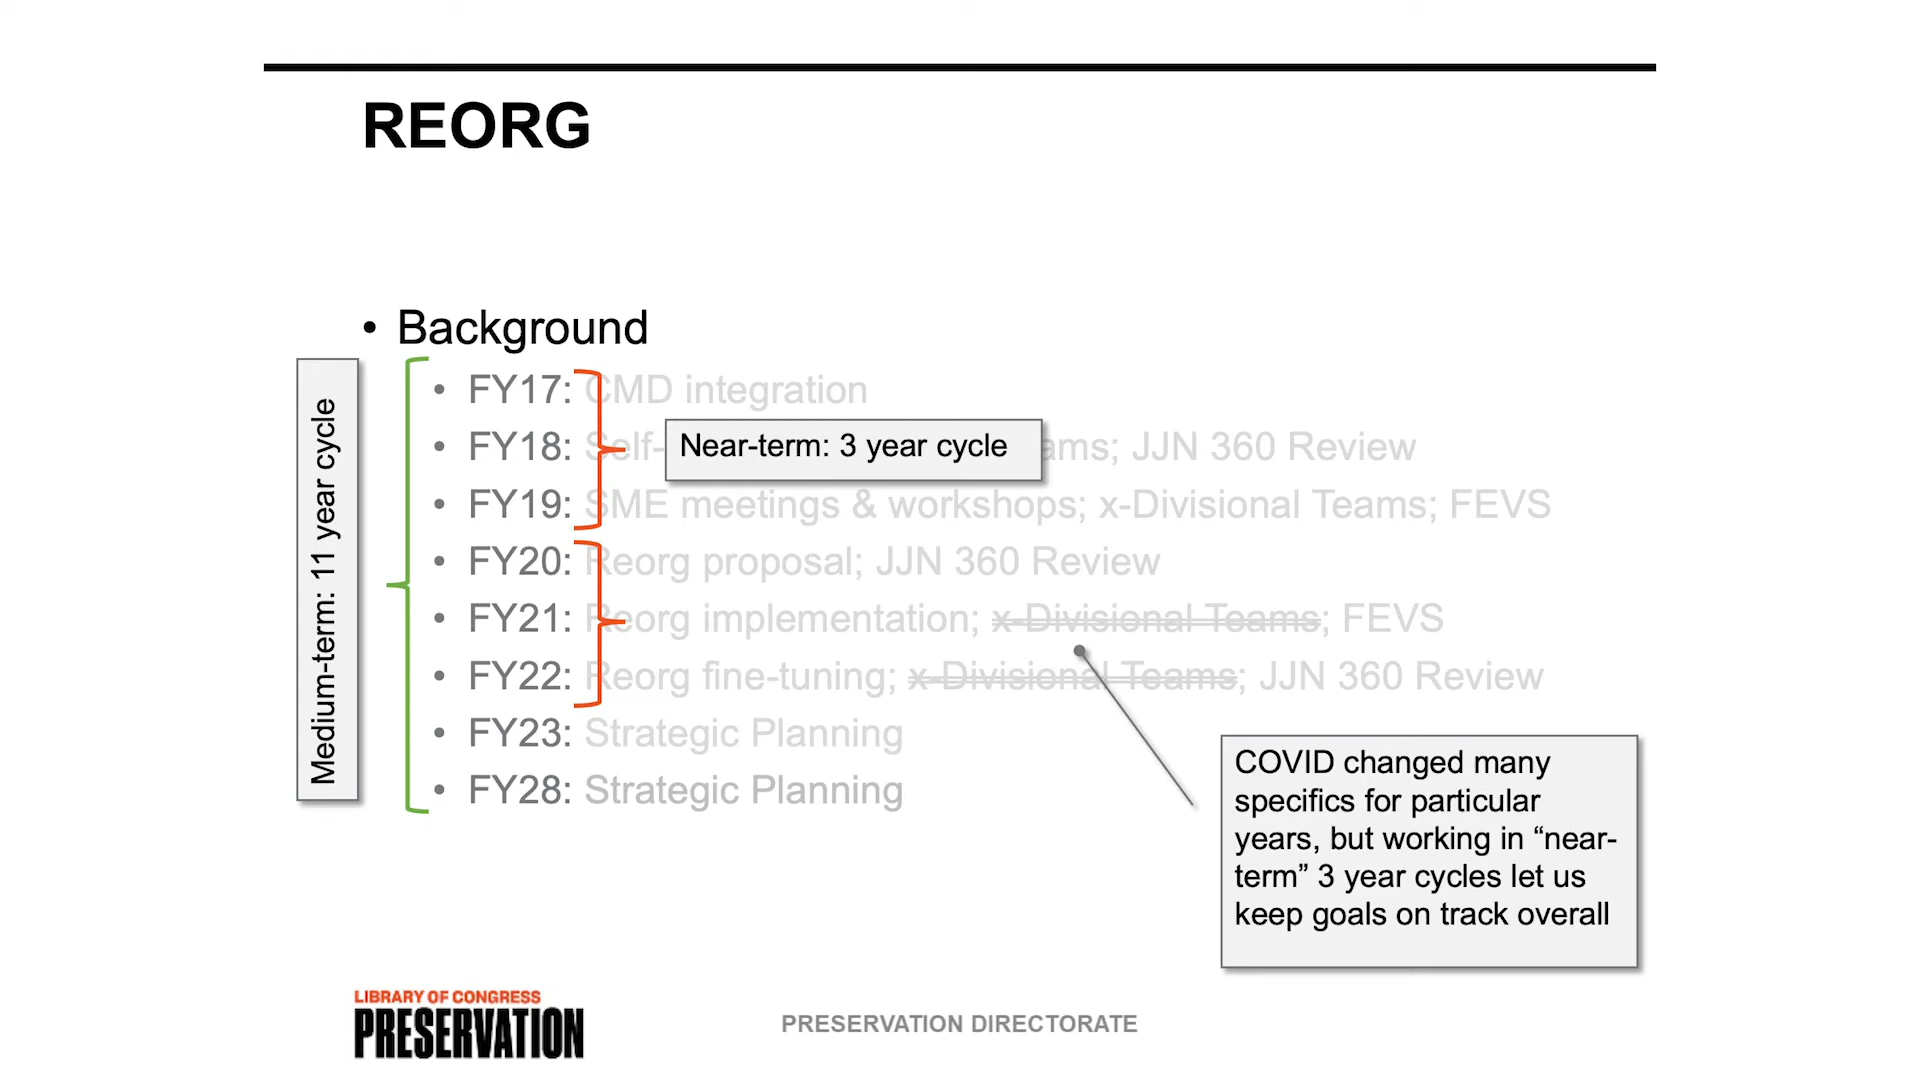 REORG
• Background
Medium-term: 11 year cycle
• FY17: CMD integration
• FY18: Self- ams; JJN 360 Review
Near-term: 3 year cycle
• FY19: SME meetings & workshops; x-Divisional Teams; FEVS
• FY20: Reorg proposal; JJN 360 Review
• FY21: Reorg implementation; x-Divisional Teams; FEVS
• FY22: Reorg fine-tuning; x-Divisional Teams; JJN 360 Review
• FY23: Strategic Planning
• FY28: Strategic Planning
COVID changed many
specifics for particular
years, but working in “near-
term” 3 year cycles let us
keep goals on track overall
LIBRARY OF CONGRESS
PRESERVATION
PRESERVATION DIRECTORATE